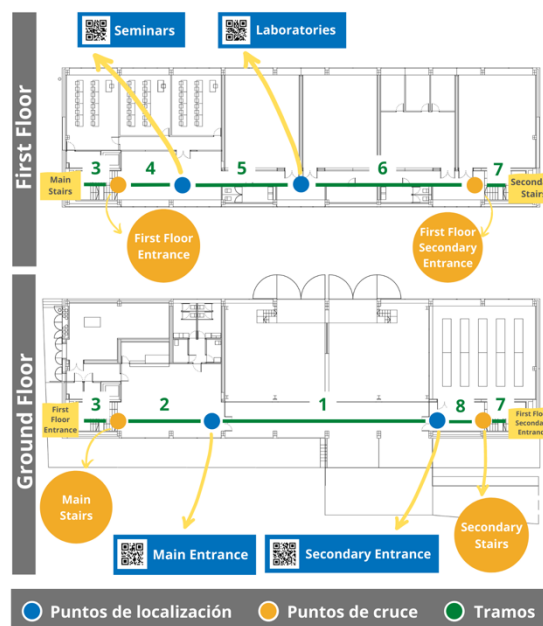 First Floor
Seminars
Laboratories
3
4
5
6
7
Main
Stairs
Secondary
Stairs
First Floor
Entrance
First Floor
Secondary
Entrance
Ground Floor
3
2
1
8
7
First
Floor
Entrance
First Floor
Secondary
Entrance
Main
Stairs
Secondary
Stairs
Main Entrance
Secondary Entrance
Puntos de localización
Puntos de cruce
Tramos